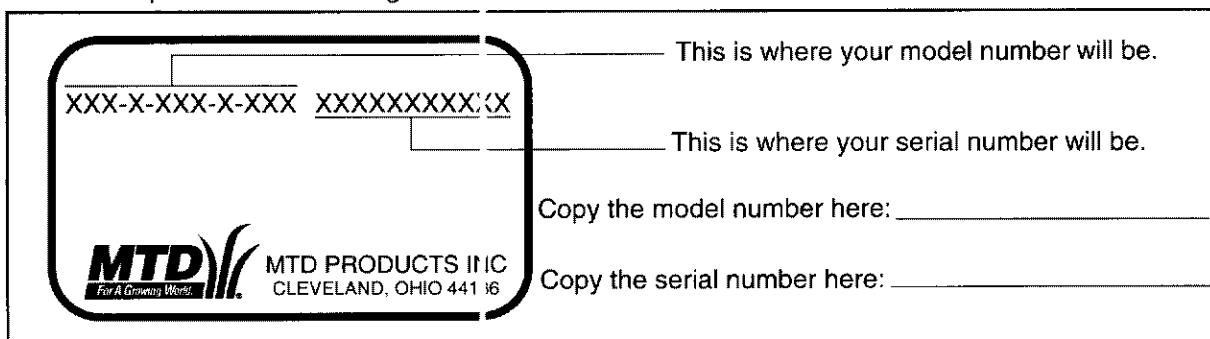 This is where your model number will be.
XXX-X-XXX-X-XXX XXXXXXXXXXXX
This is where your serial number will be.
Copy the model number here:
MTD
For A Growing World.
MTD PRODUCTS INC
CLEVELAND, OHIO 44136
Copy the serial number here: